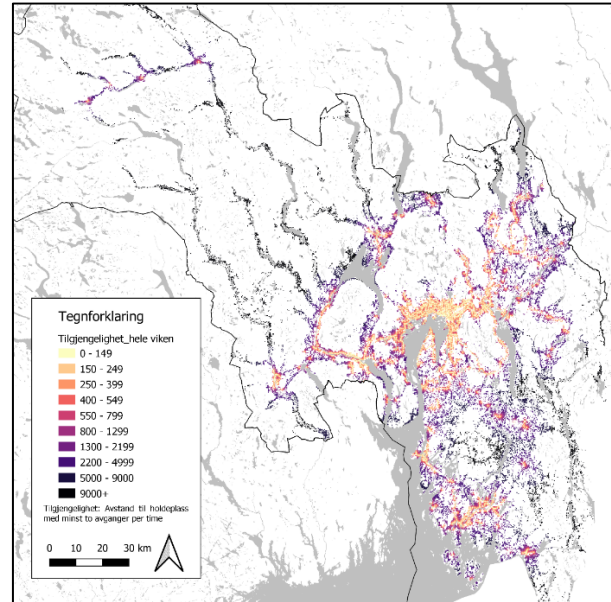 Tegnforklaring
Tilgjengelighet_hele viken
0 - 149
150 - 249
250 - 399
400 - 549
550 - 799
800 - 1299
1300 - 2199
2200 - 4999
5000 - 9000
9000+
Tilgjengelighet: Avstand til holdeplass
med minst to avganger per time
0 10 20 30 km